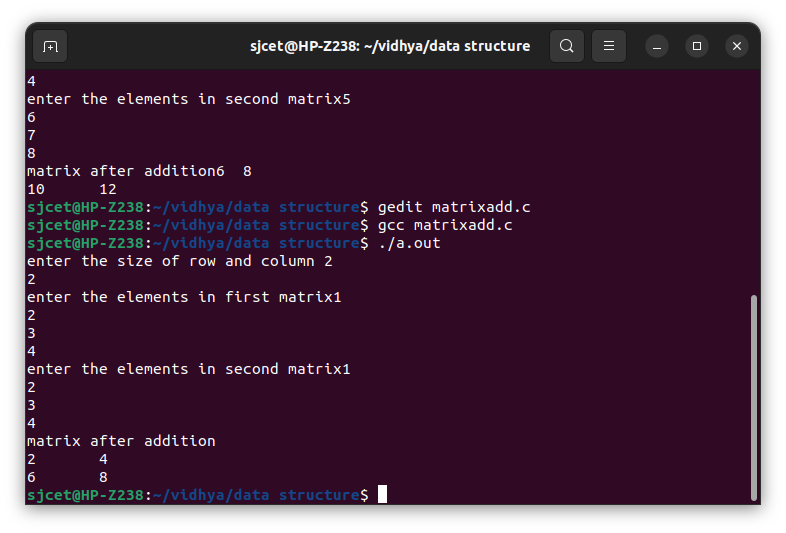 sjcet@HP-Z238: ~/vidhya/data structure
4
enter the elements in second matrix5
6
7
8
matrix after addition6  8
10      12
sjcet@HP-Z238:~/vidhya/data structure$ gedit matrixadd.c
sjcet@HP-Z238:~/vidhya/data structure$ gcc matrixadd.c
sjcet@HP-Z238:~/vidhya/data structure$ ./a.out
enter the size of row and column 2
2
enter the elements in first matrix1
2
3
4
enter the elements in second matrix1
2
3
4
matrix after addition
2       4
6       8
sjcet@HP-Z238:~/vidhya/data structure$